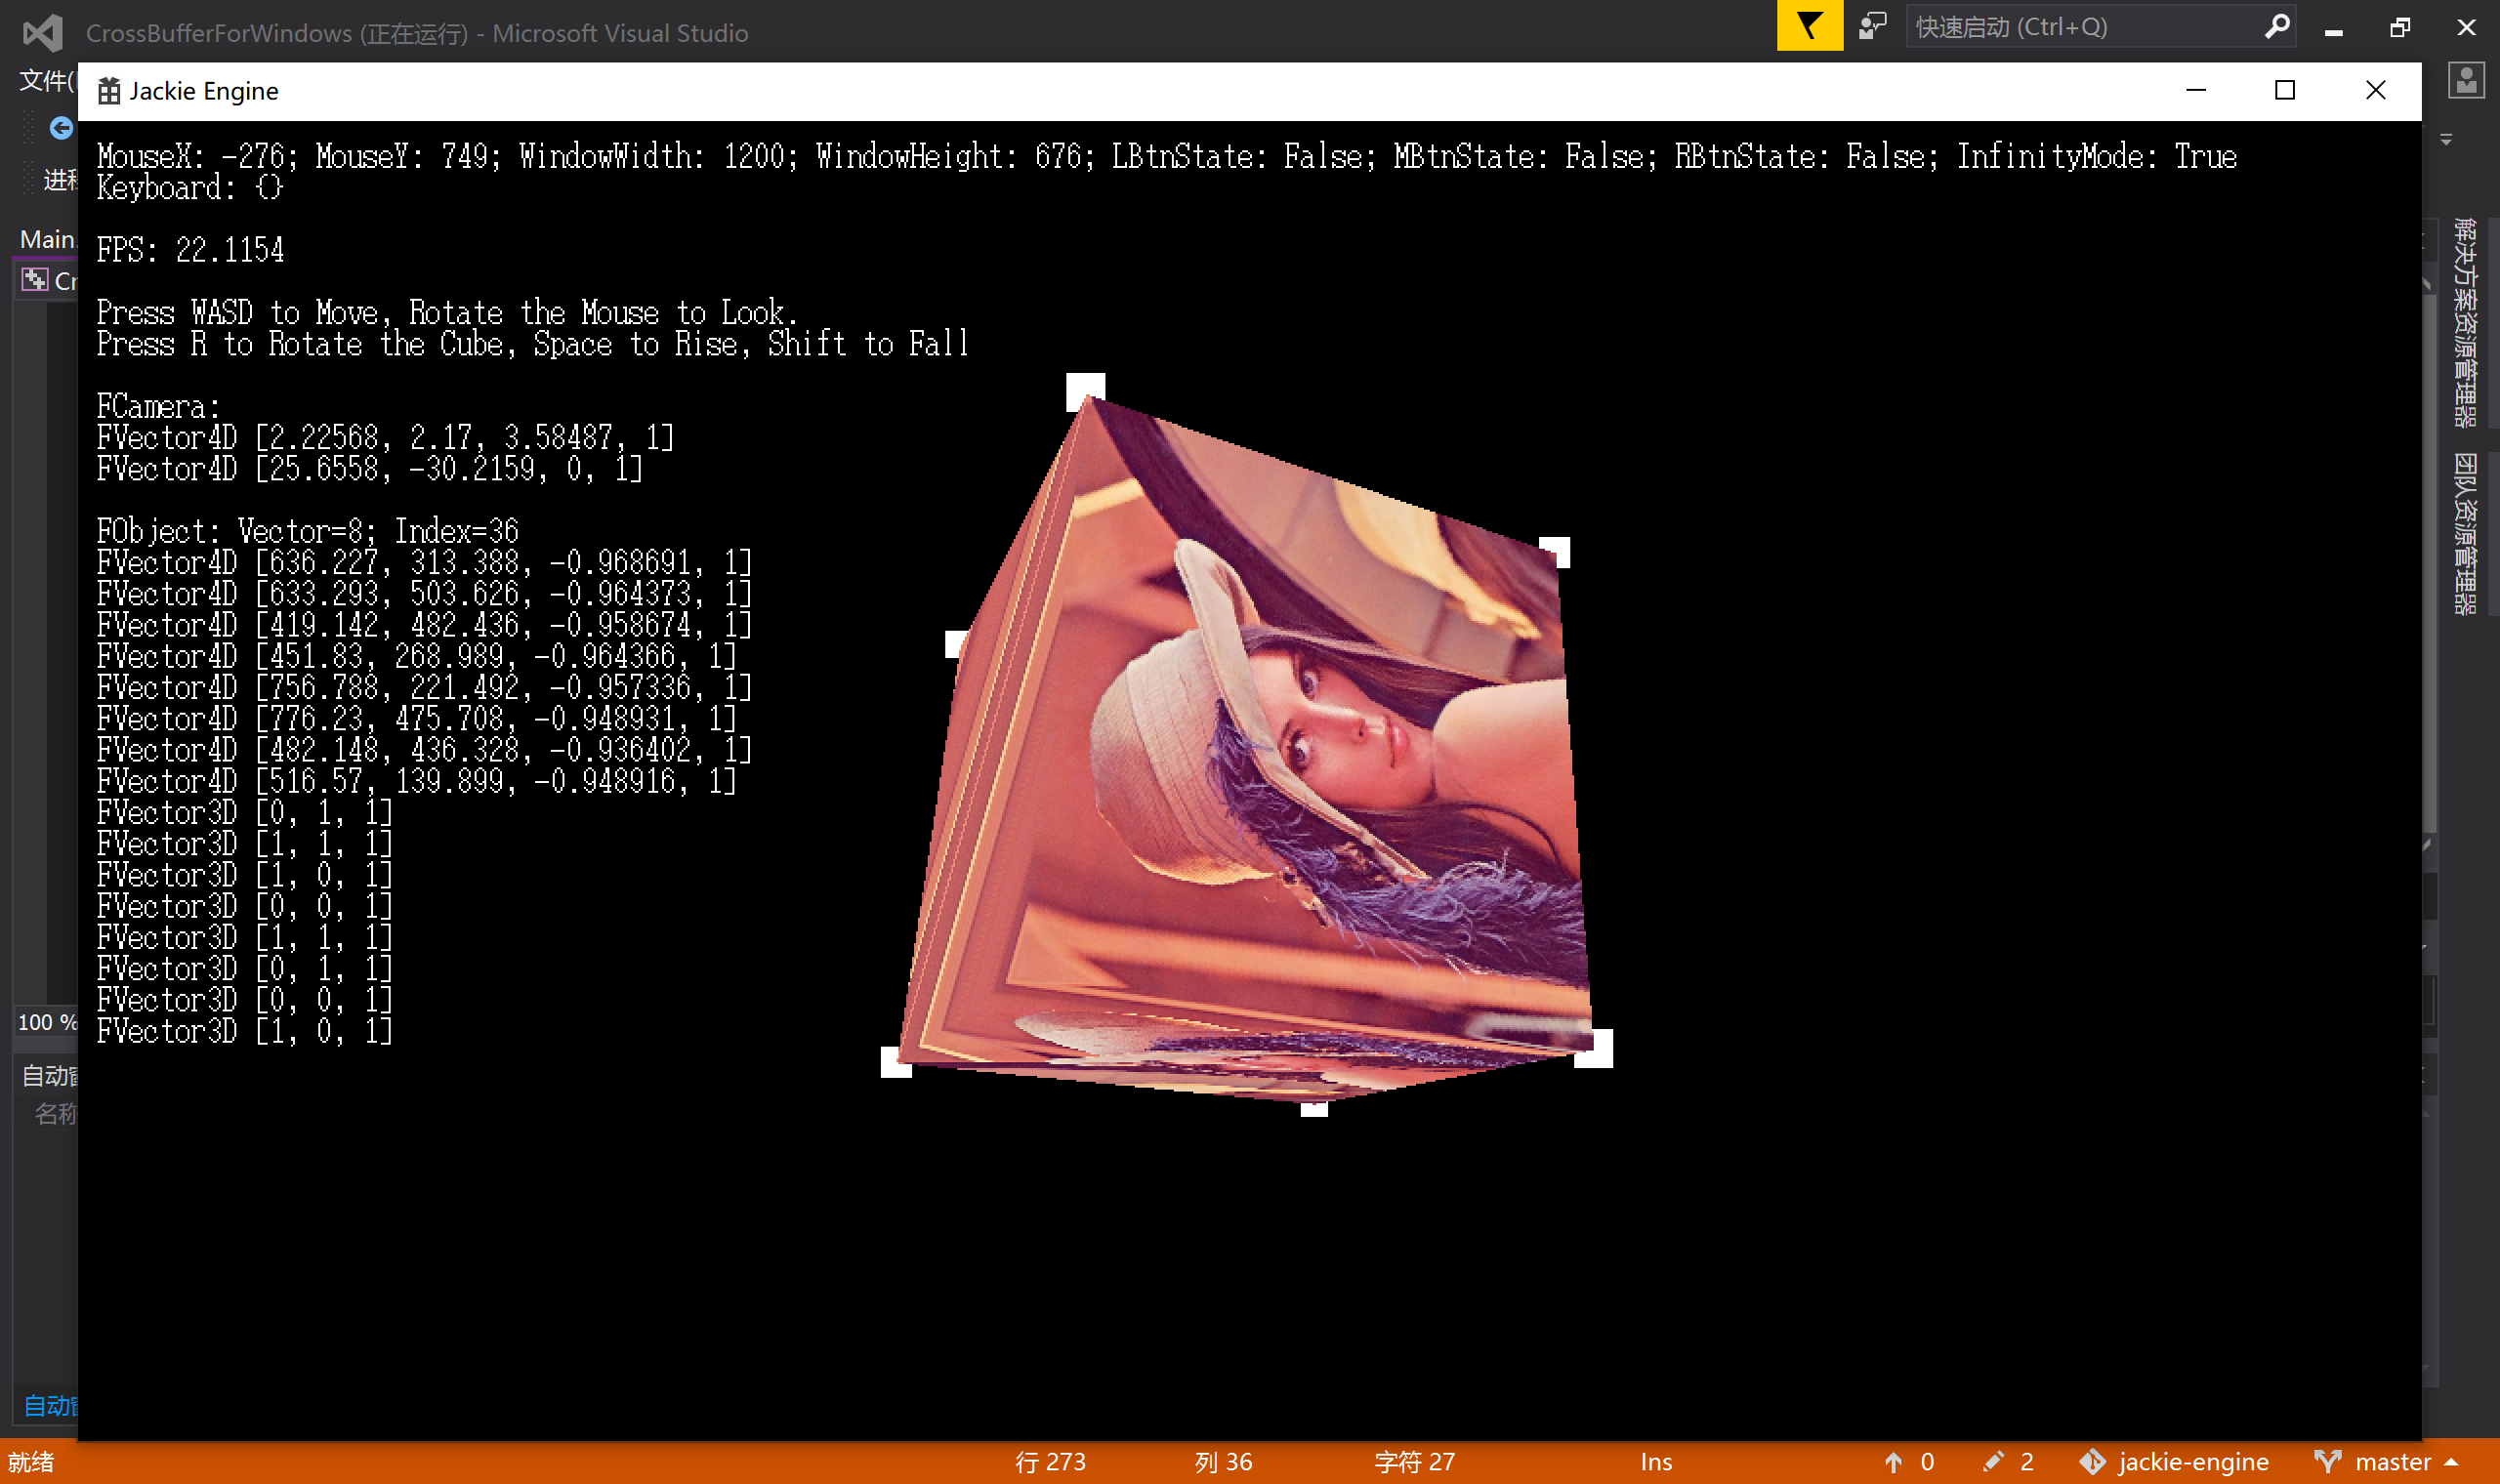 CrossBufferForWindows (正在运行) - Microsoft Visual Studio
快速启动 (Ctrl+Q)
文件(
Jackie Engine
进程
Main.
Cr
MouseX: -276; MouseY: 749; WindowWidth: 1200; WindowHeight: 676; LBtnState: False; MBtnState: False; RBtnState: False; InfinityMode: True
Keyboard: {}
FPS: 22.1154
Press WASD to Move, Rotate the Mouse to Look.
Press R to Rotate the Cube, Space to Rise, Shift to Fall
FCamera:
FVector4D [2.22568, 2.17, 3.58487, 1]
FVector4D [25.6558, -30.2159, 0, 1]
FObject: Vector=8; Index=36
FVector4D [636.227, 313.388, -0.968691, 1]
FVector4D [633.293, 503.626, -0.964373, 1]
FVector4D [419.142, 482.436, -0.958674, 1]
FVector4D [451.83, 268.989, -0.964366, 1]
FVector4D [756.788, 221.492, -0.957336, 1]
FVector4D [776.23, 475.708, -0.948931, 1]
FVector4D [482.148, 436.328, -0.936402, 1]
FVector4D [516.57, 139.899, -0.948916, 1]
FVector3D [0, 1, 1]
FVector3D [1, 1, 1]
FVector3D [1, 0, 1]
FVector3D [0, 0, 1]
FVector3D [1, 1, 1]
FVector3D [0, 1, 1]
FVector3D [0, 0, 1]
FVector3D [1, 0, 1]
解决方案资源管理器
团队资源管理器
100 %
自动窗
名称
自动窗
就绪
行 273
列 36
字符 27
Ins
0
2
jackie-engine
master